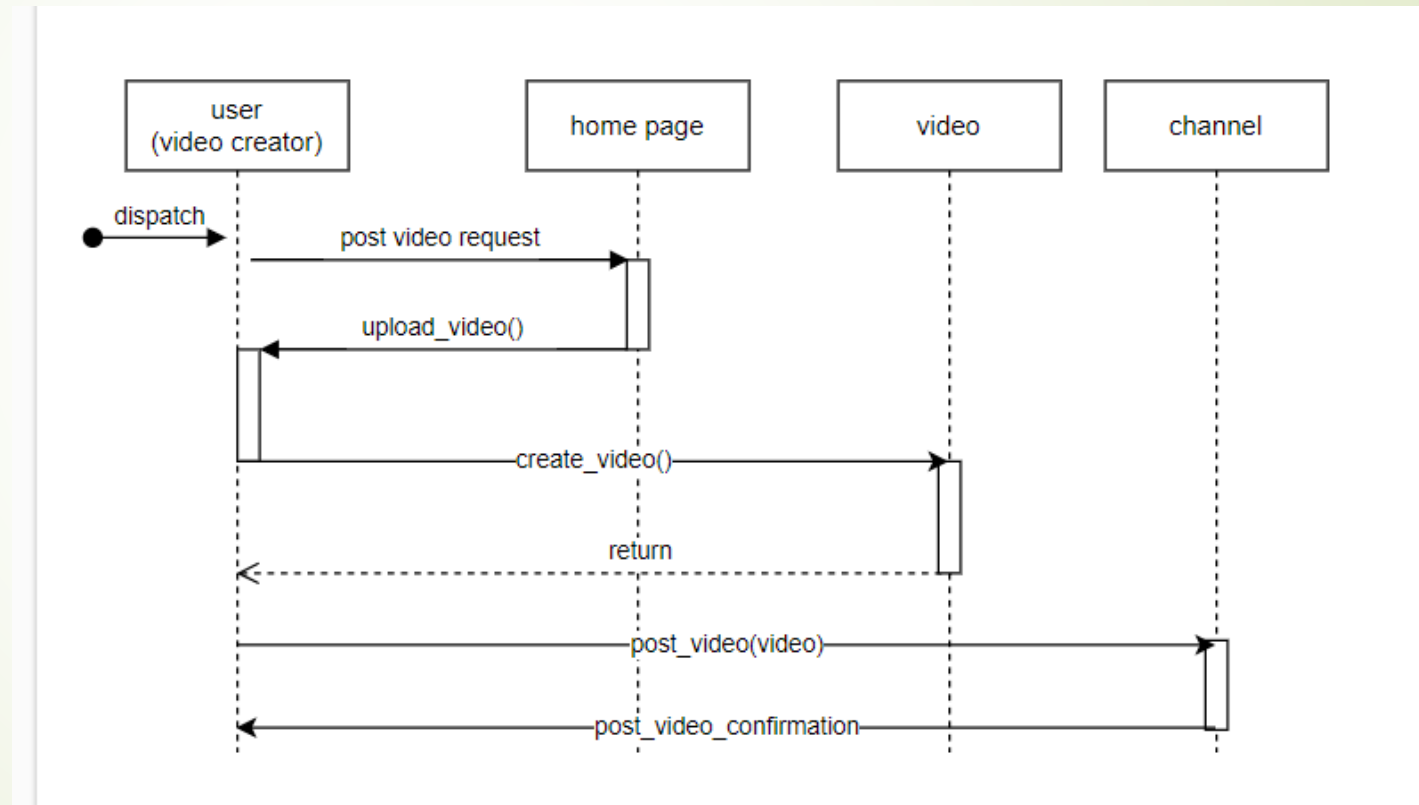 user
(video creator)
home page
video
channel
dispatch
post video request
upload_video()
create_video()
return
post_video(video)
post_video_confirmation